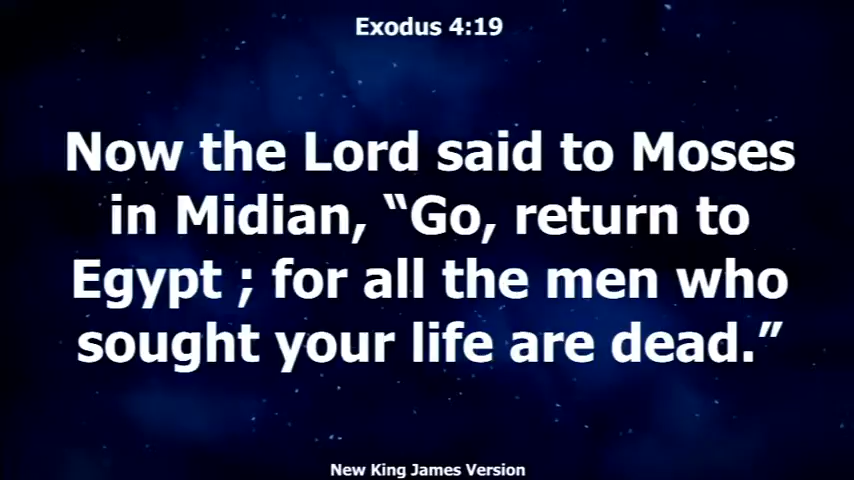 Exodus 4:19
Now the Lord said to Moses
in Midian, “Go, return to
Egypt ; for all the men who
sought your life are dead.”
New King James Version